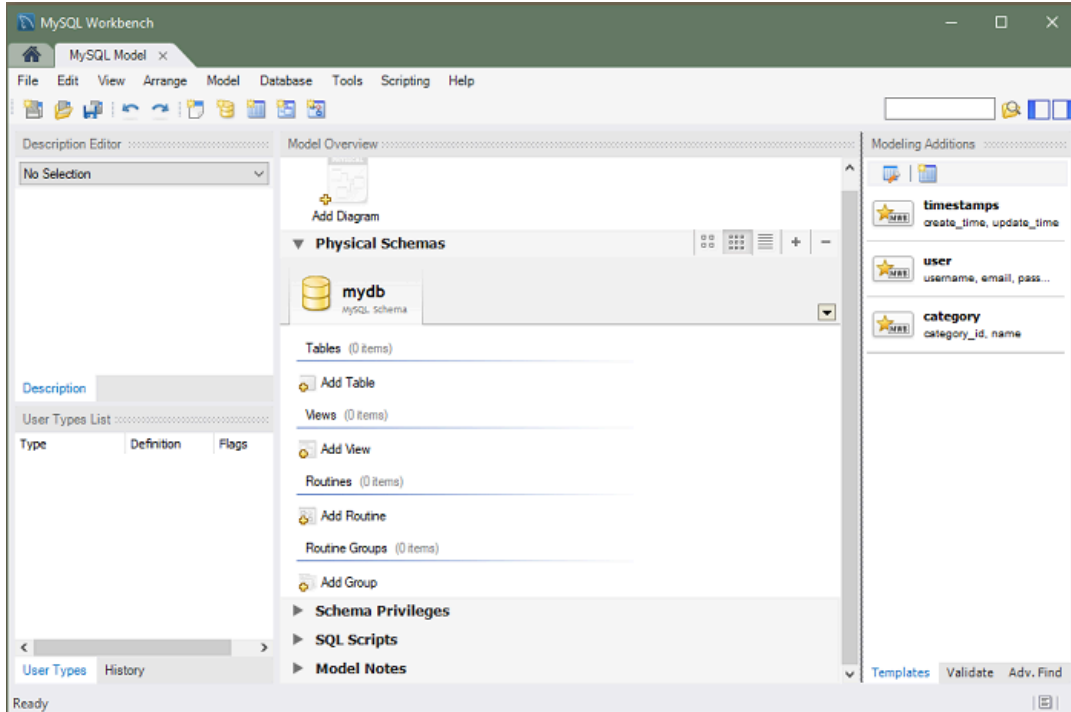 MySQL Workbench
MySQL Model
File Edit View Arrange Model Database Tools Scripting Help
Description Editor
No Selection
Description
User Types List
Type Definition Flags
User Types History
Model Overview
Add Diagram
Physical Schemas
mydb
MySQL Schema
Tables (0 items)
Add Table
Views (0 items)
Add View
Routines (0 items)
Add Routine
Routine Groups (0 items)
Add Group
Schema Privileges
SQL Scripts
Model Notes
Modeling Additions
timestamps
create_time, update_time
user
username, email, pass...
category
category_id, name
Templates Validate Adv. Find
Ready